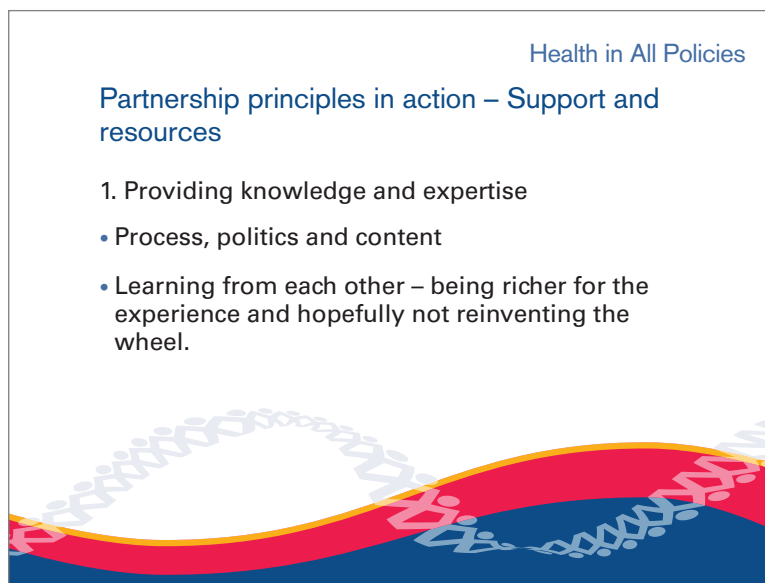 Health in All Policies
Partnership principles in action – Support and
resources
1. Providing knowledge and expertise
• Process, politics and content
• Learning from each other – being richer for the
experience and hopefully not reinventing the
wheel.